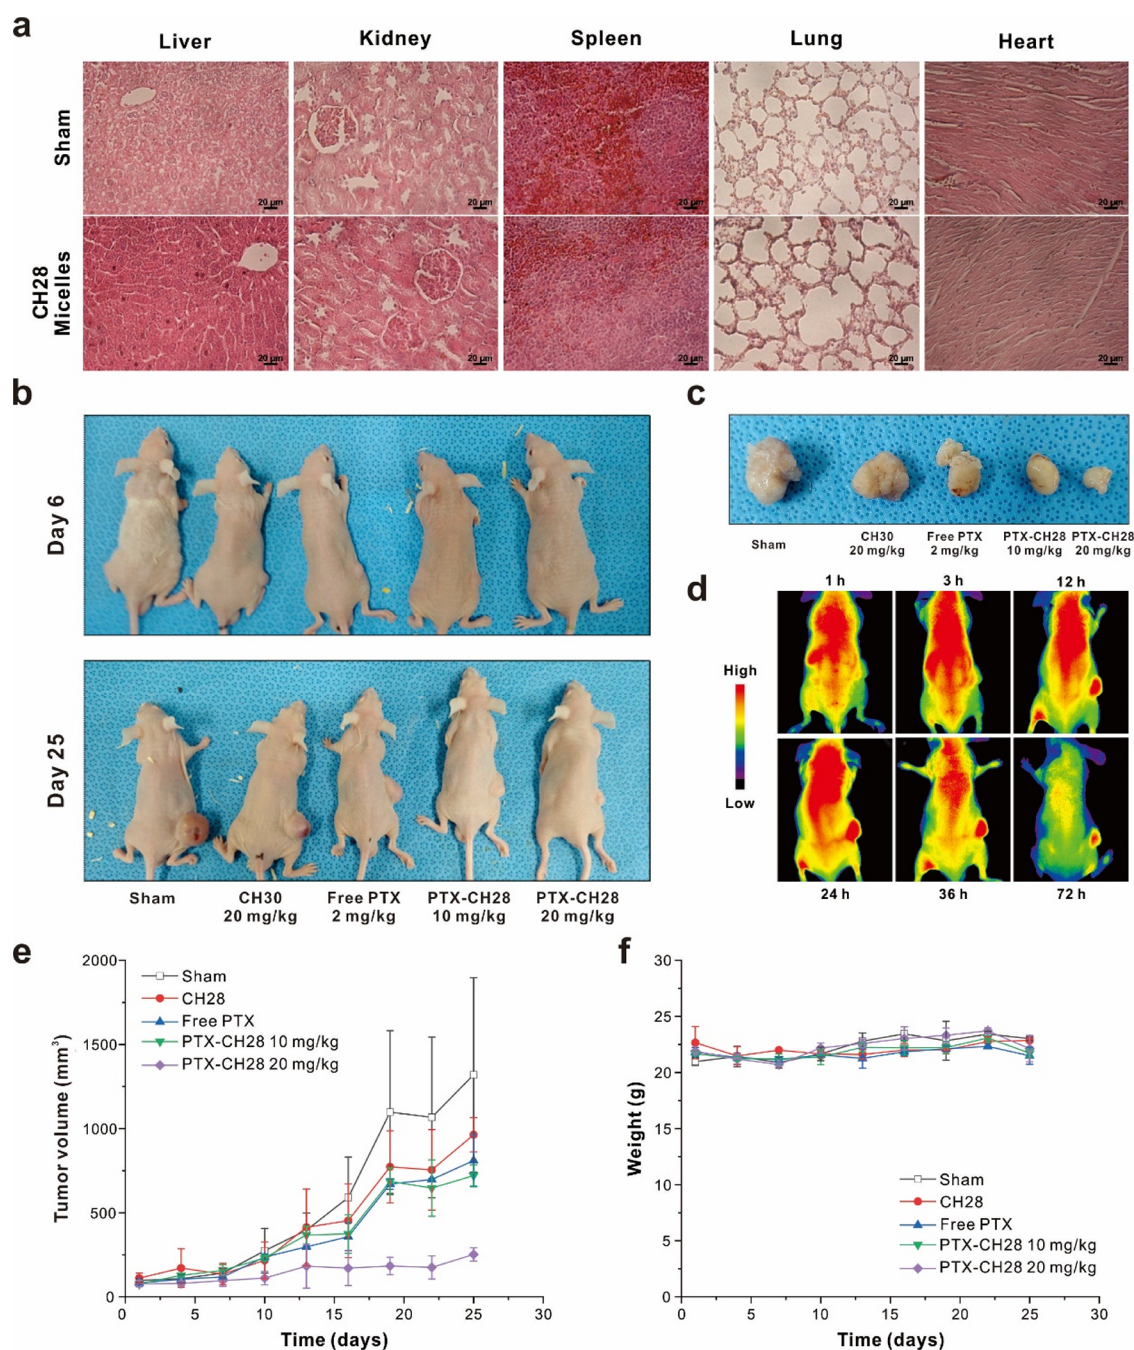 a
Liver Kidney Spleen Lung Heart
Sham
20 μm 20 μm 20 μm 20 μm 20 μm
CH28
Micelles
20 μm 20 μm 20 μm 20 μm 20 μm
b
Day 6
Day 25
Sham CH30 Free PTX PTX-CH28 PTX-CH28
20 mg/kg 2 mg/kg 10 mg/kg 20 mg/kg
c
Sham CH30 Free PTX PTX-CH28 PTX-CH28
20 mg/kg 2 mg/kg 10 mg/kg 20 mg/kg
d
1 h 3 h 12 h
High
Low
24 h 36 h 72 h
e
2000
1500
1000
500
0
Tumor volume (mm³)
Sham
CH28
Free PTX
PTX-CH28 10 mg/kg
PTX-CH28 20 mg/kg
0 5 10 15 20 25 30
Time (days)
f
30
25
20
15
10
5
0
Weight (g)
Sham
CH28
Free PTX
PTX-CH28 10 mg/kg
PTX-CH28 20 mg/kg
0 5 10 15 20 25 30
Time (days)